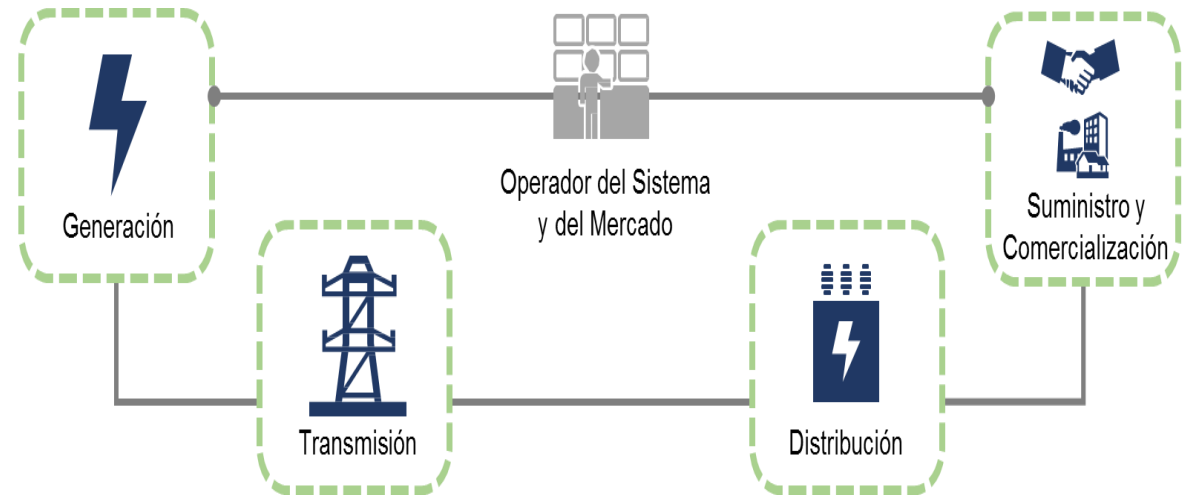 Generación
Operador del Sistema
y del Mercado
Suministro y
Comercialización
Transmisión
Distribución